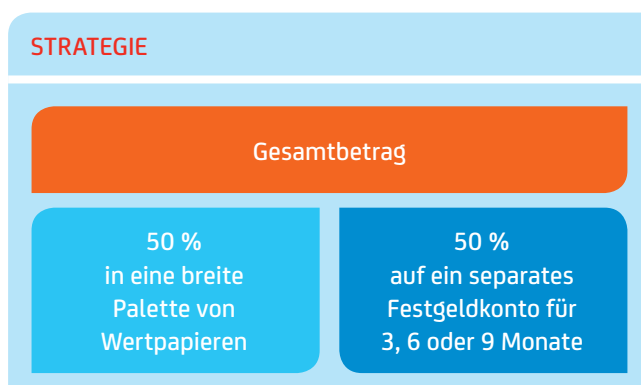 STRATEGIE
Gesamtbetrag
50 %
in eine breite
Palette von
Wertpapieren
50 %
auf ein separates
Festgeldkonto für
3, 6 oder 9 Monate